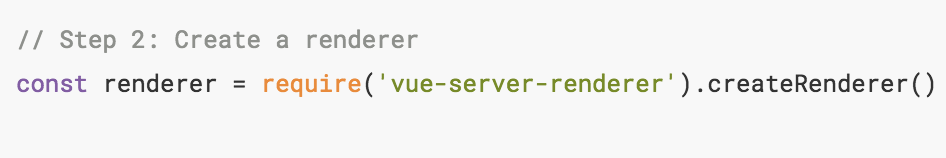 // Step 2: Create a renderer
const renderer = require('vue-server-renderer').createRenderer()